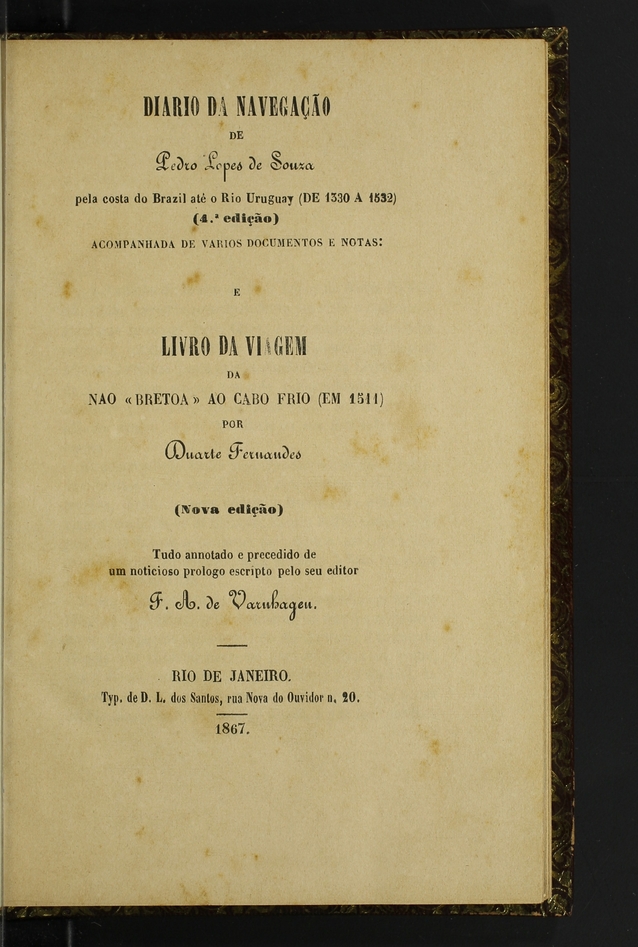 DIARIO DA NAVEGAÇÃO
DE
Pedro Lopes de Souza
pela costa do Brazil até o Rio Uruguay (DE 1530 A 1532)
(4.ª edição)
ACOMPANHADA DE VARIOS DOCUMENTOS E NOTAS:
E
LIVRO DA VIAGEM
DA
NAO «BRETOA» AO CABO FRIO (EM 1511)
POR
Duarte Fernandes
(Nova edição)
Tudo annotado e precedido de
um noticioso prologo escripto pelo seu editor
F. A. de Varnhagen.
RIO DE JANEIRO.
Typ. de D. L. dos Santos, rua Nova do Ouvidor n. 20.
1867.